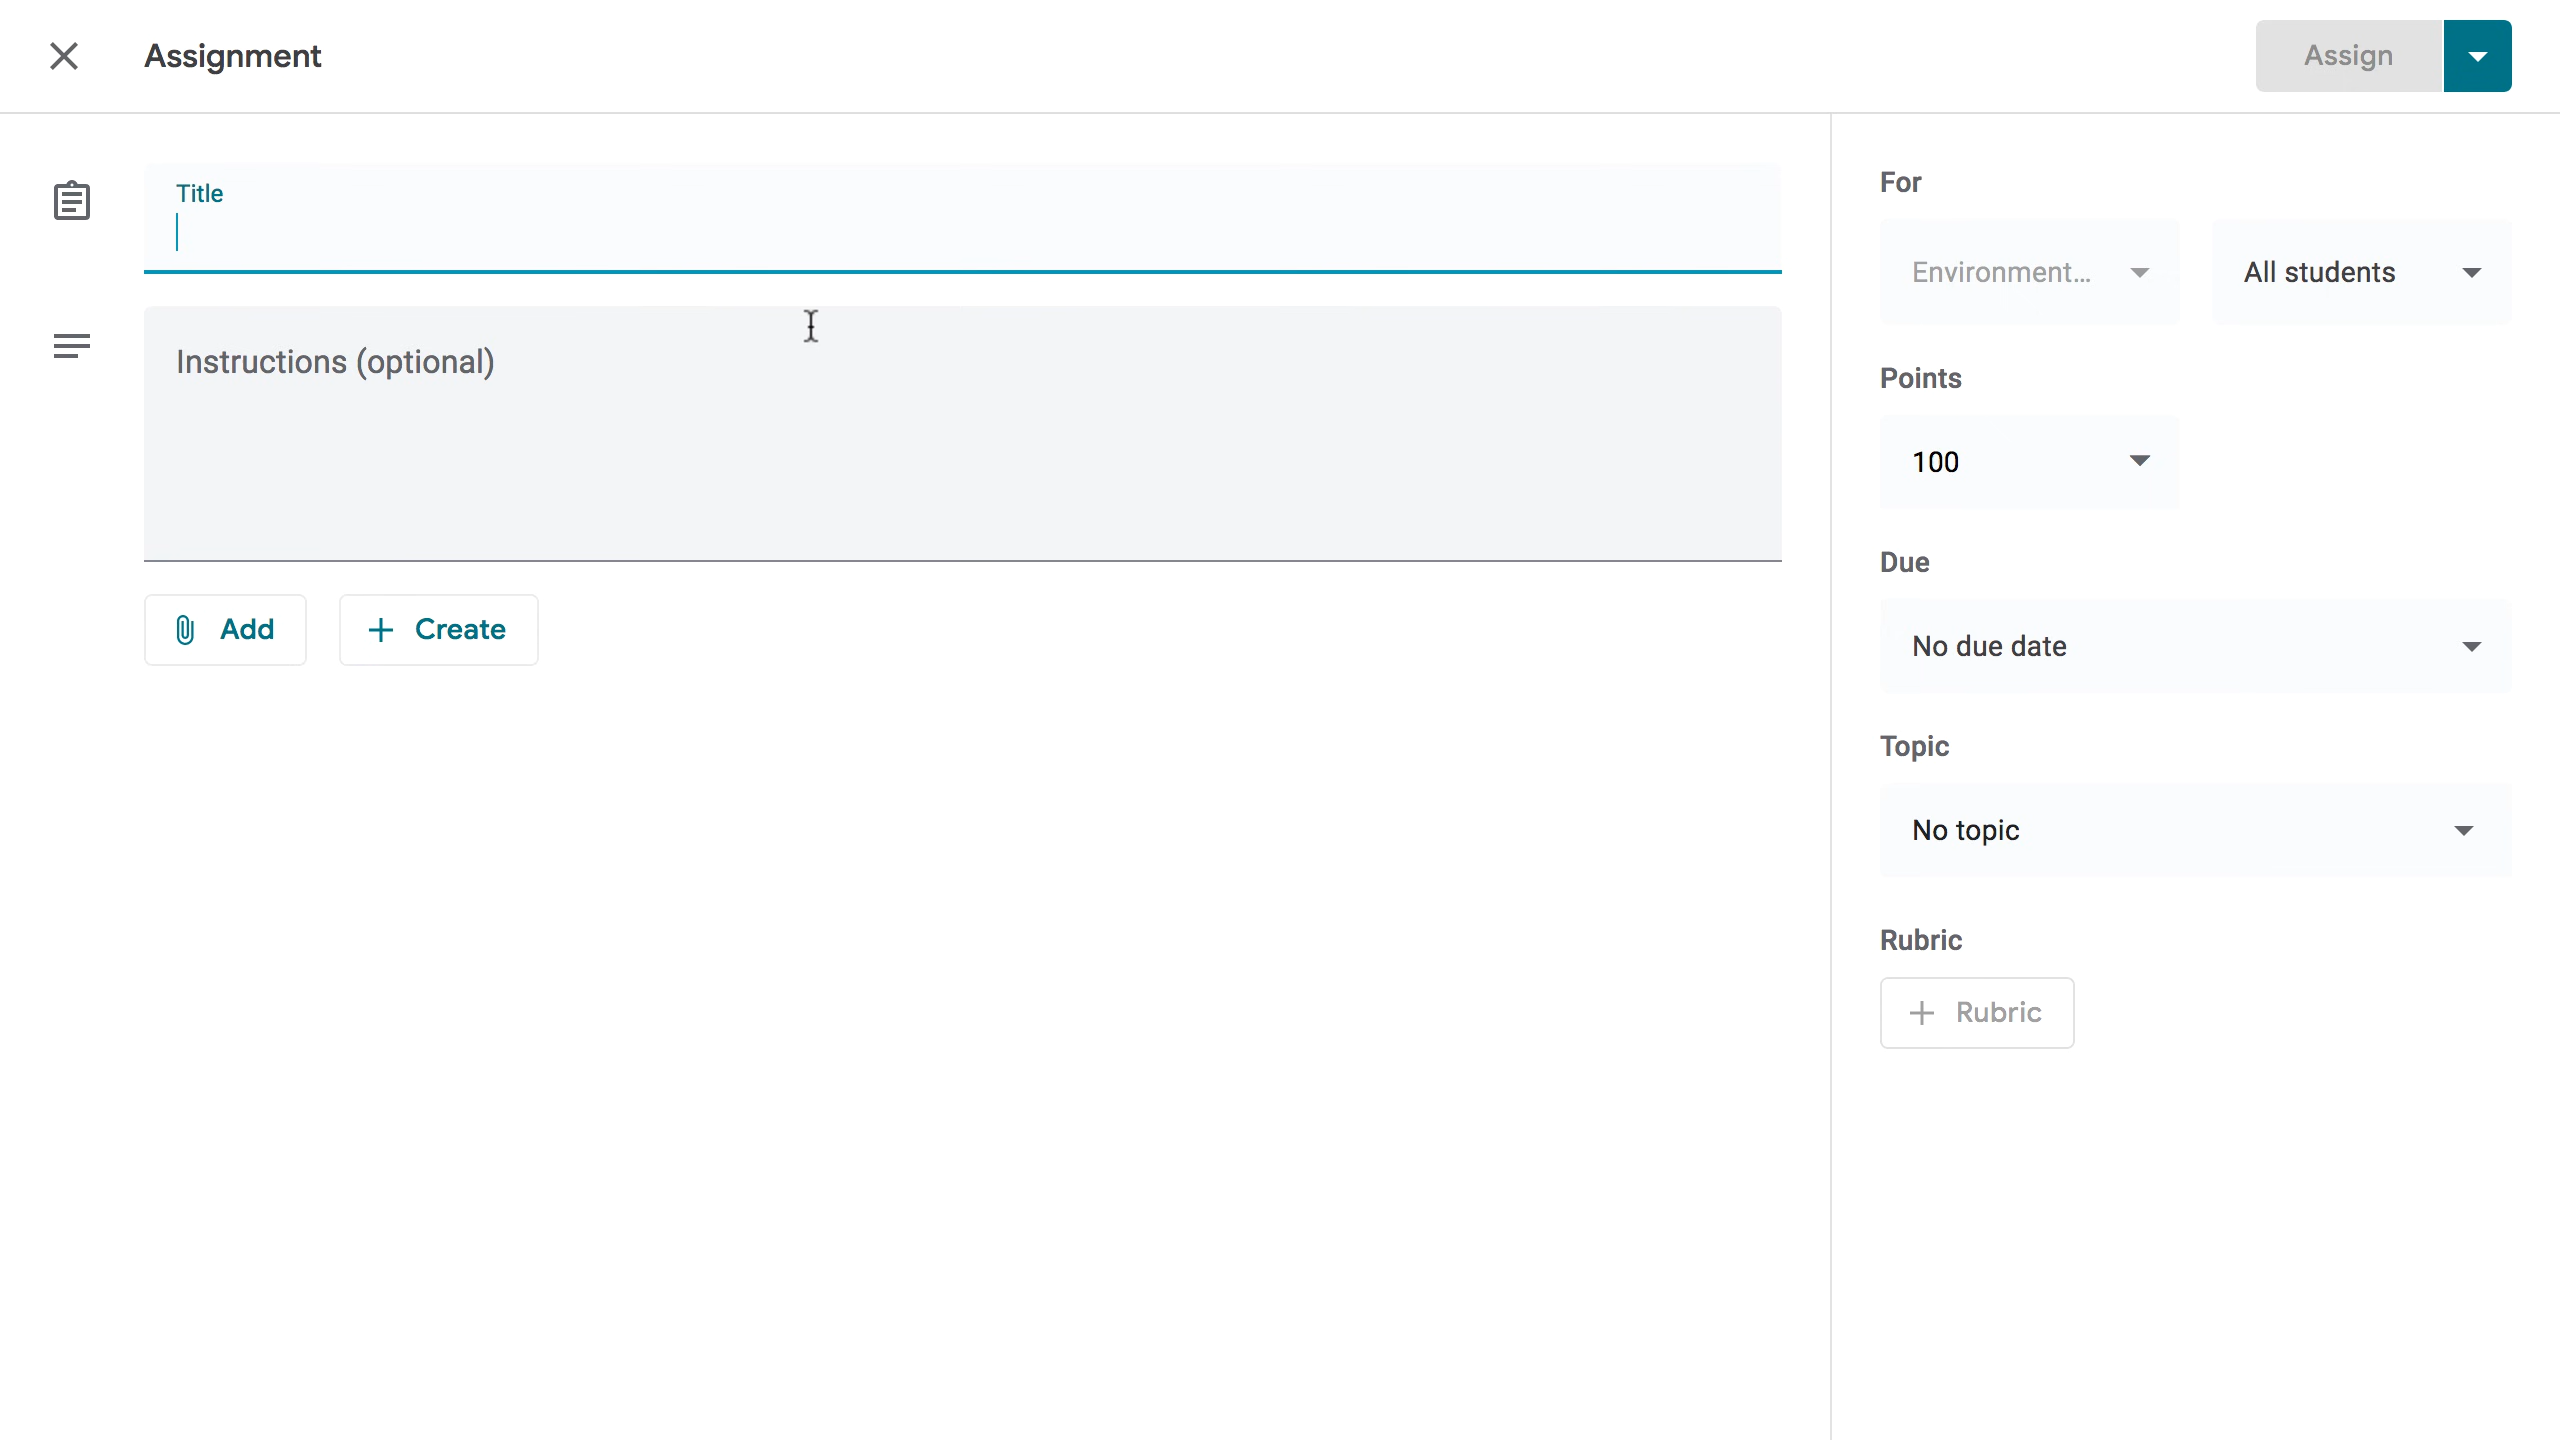 Assignment
Assign
Title
Instructions (optional)
Add
Create
For
Environment...
All students
Points
100
Due
No due date
Topic
No topic
Rubric
Rubric